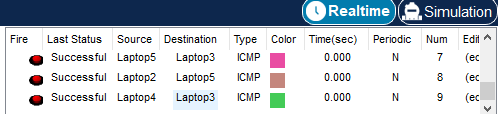 Realtime Simulation
Fire Last Status Source Destination Type Color Time(sec) Periodic Num Edit
Successful Laptop5 Laptop3 ICMP 0.000 N 7 (ec
Successful Laptop2 Laptop5 ICMP 0.000 N 8 (ec
Successful Laptop4 Laptop3 ICMP 0.000 N 9 (ec